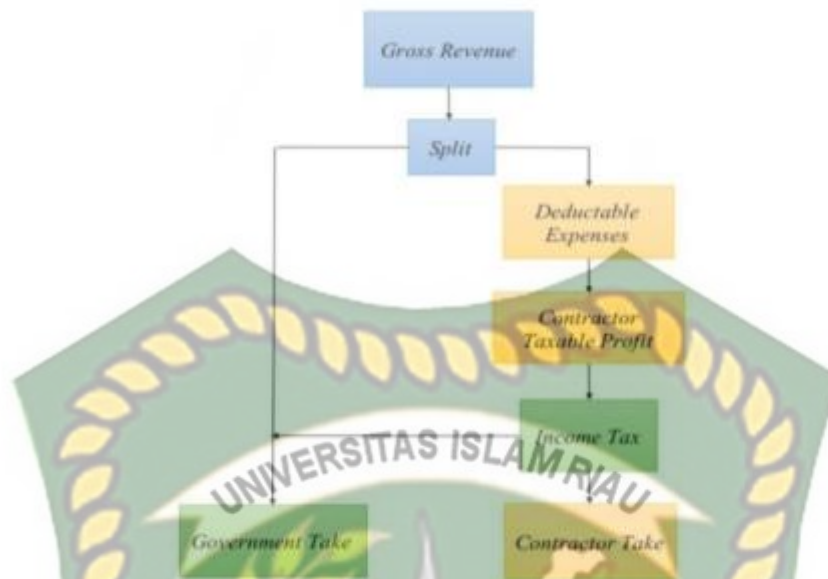 Gross Revenue
Split
Deductable
Expenses
Contractor
Taxable Profit
Income Tax
UNIVERSITAS ISLAM RIAU
Government Take
Contractor Take